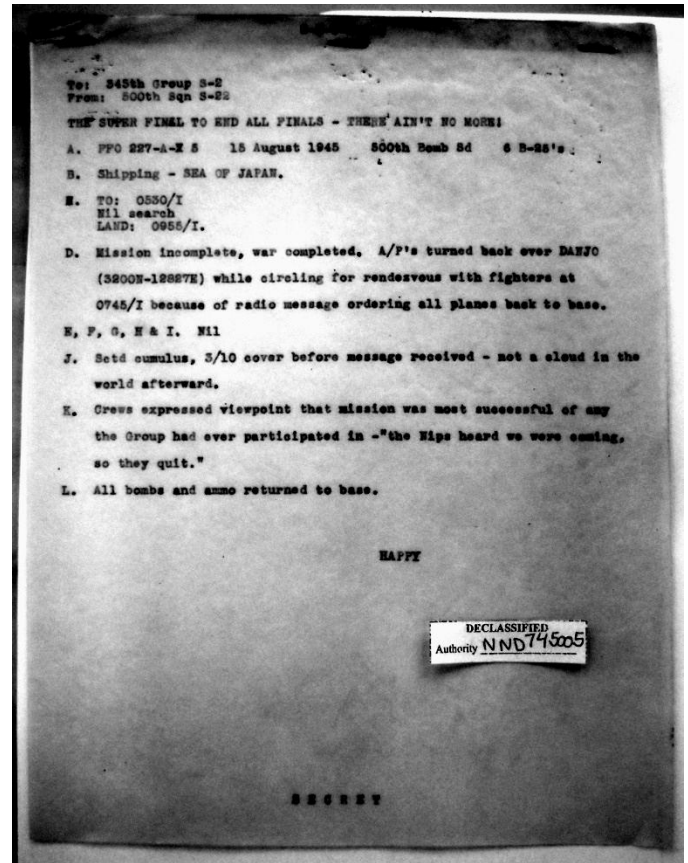 To: 345th Group S-2
From: 500th Sqn S-22
THE SUPER FINAL TO END ALL FINALS - THERE AIN'T NO MORE!
A. FFO 227-A-X 5 15 August 1945 500th Bomb Sd 6 B-25's.
B. Shipping - SEA OF JAPAN.
TO: 0530/I
Nil search
LAND: 0955/I.
D. Mission incomplete, war completed. A/P's turned back over DANJO
(3200N-12827E) while circling for rendezvous with fighters at
0745/I because of radio message ordering all planes back to base.
E, F, G, H & I. Nil
J. Sctd cumulus, 3/10 cover before message received - not a cloud in the
world afterward.
K. Crews expressed viewpoint that mission was most successful of any
the Group had ever participated in -"the Nips heard we were coming,
so they quit."
L. All bombs and ammo returned to base.
HAPPY
DECLASSIFIED
Authority NND745005
SECRET